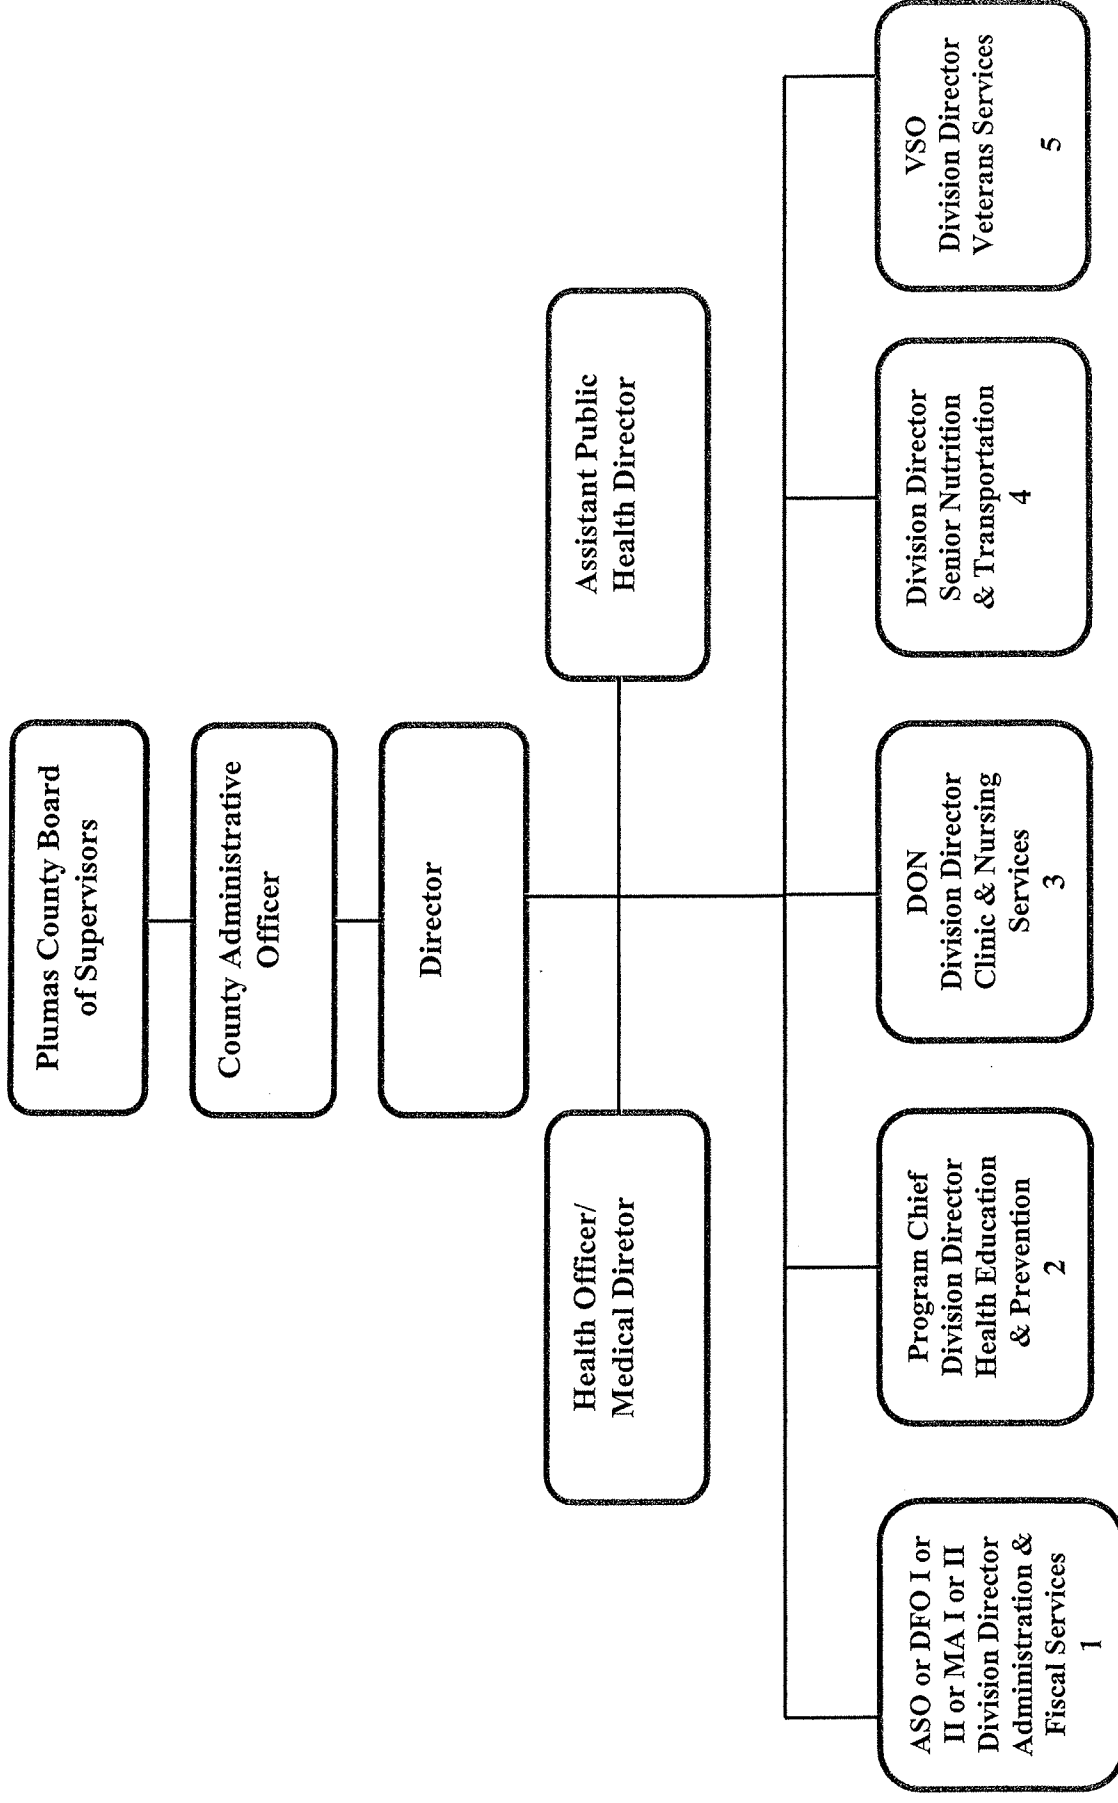 Plumas County Board
of Supervisors
County Administrative
Officer
Director
Health Officer/
Medical Diretor
Assistant Public
Health Director
ASO or DFO I or
II or MA I or II
Division Director
Administration &
Fiscal Services
1
Program Chief
Division Director
Health Education
& Prevention
2
DON
Division Director
Clinic & Nursing
Services
3
Division Director
Senior Nutrition
& Transportation
4
VSO
Division Director
Veterans Services
5